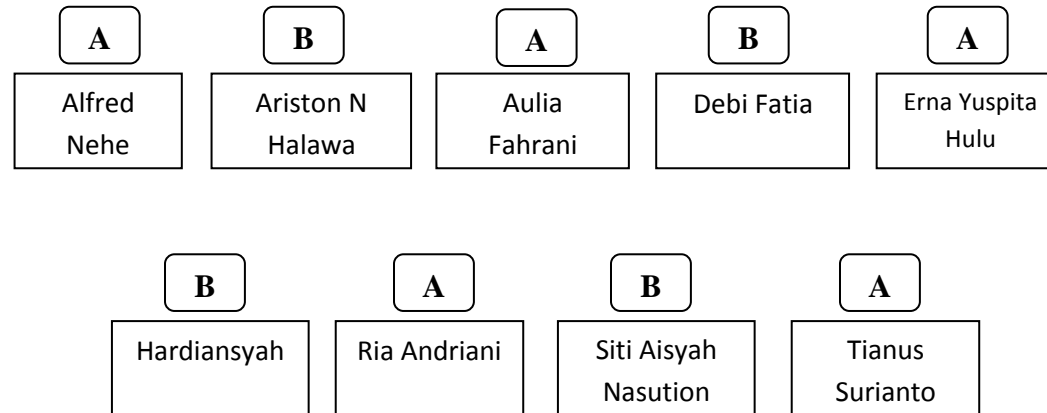 A
B
A
B
A
Alfred
Nehe
Ariston N
Halawa
Aulia
Fahrani
Debi Fatia
Erna Yuspita
Hulu
B
A
B
A
Hardiansyah
Ria Andriani
Siti Aisyah
Nasution
Tianus
Surianto